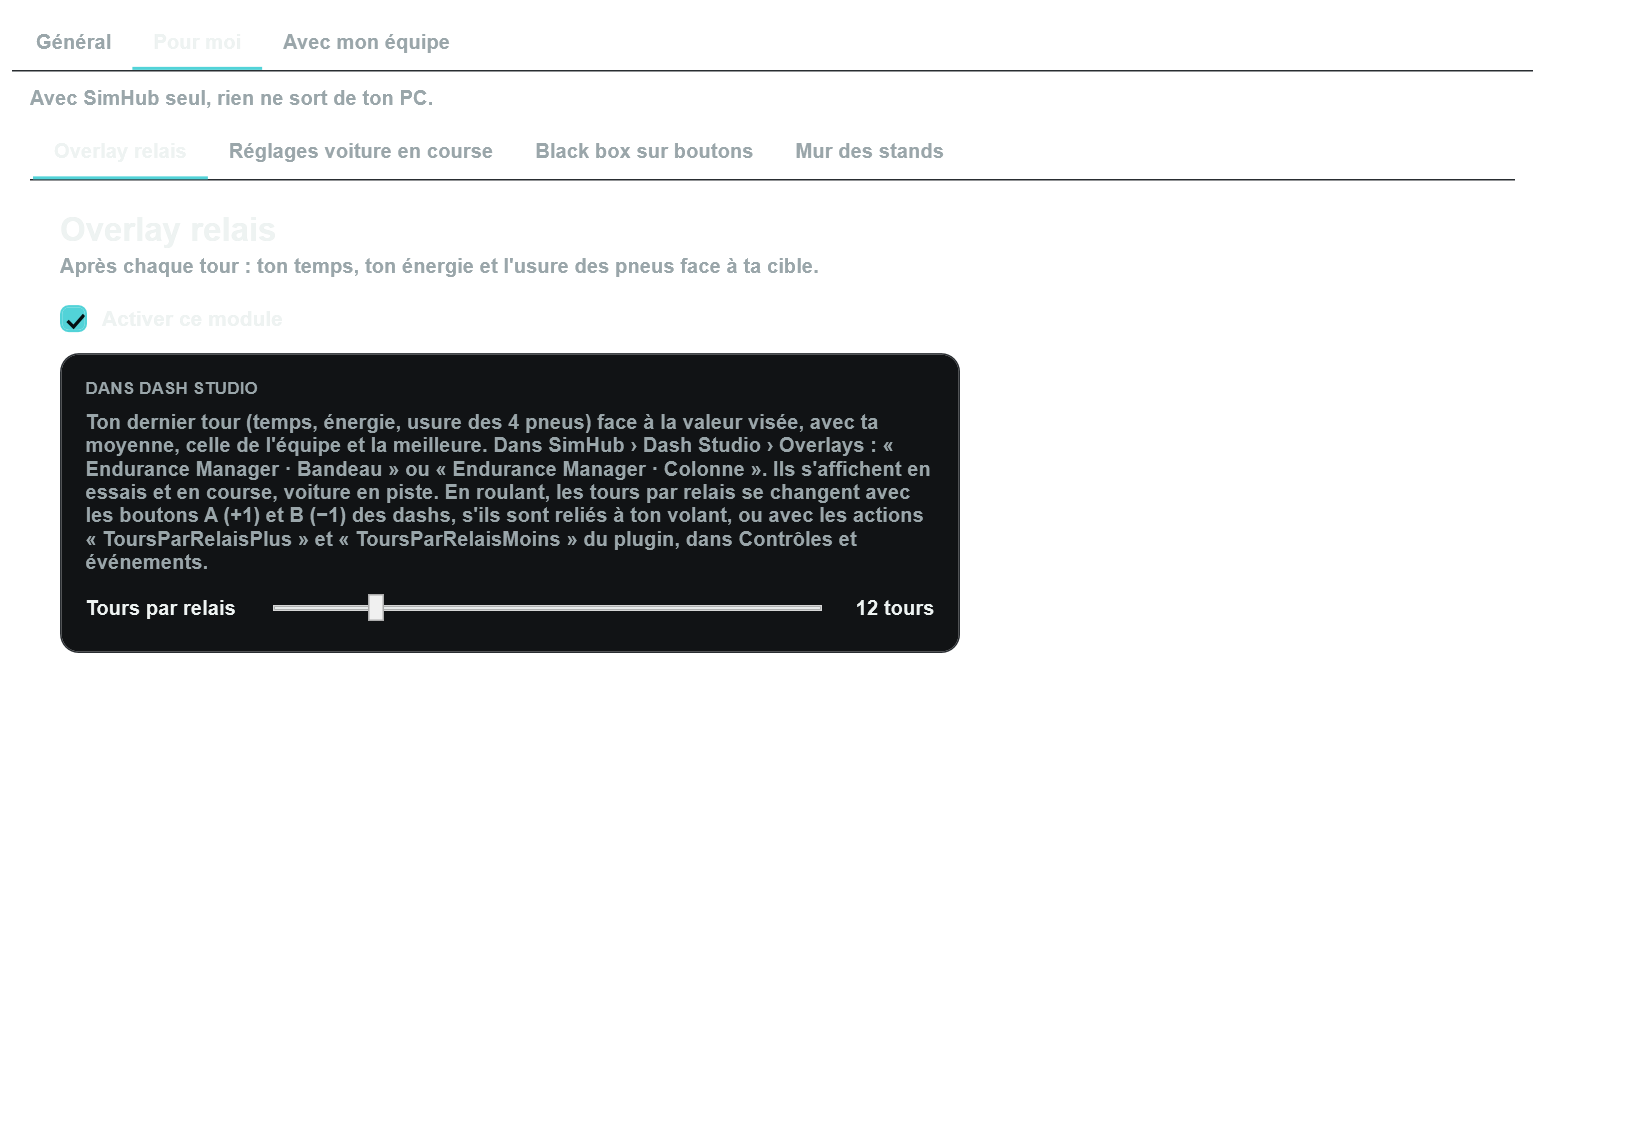 Général Pour moi Avec mon équipe
Avec SimHub seul, rien ne sort de ton PC.
Overlay relais Réglages voiture en course Black box sur boutons Mur des stands
Overlay relais
Après chaque tour : ton temps, ton énergie et l'usure des pneus face à ta cible.
Activer ce module
DANS DASH STUDIO
Ton dernier tour (temps, énergie, usure des 4 pneus) face à la valeur visée, avec ta
moyenne, celle de l'équipe et la meilleure. Dans SimHub › Dash Studio › Overlays : «
Endurance Manager · Bandeau » ou « Endurance Manager · Colonne ». Ils s'affichent en
essais et en course, voiture en piste. En roulant, les tours par relais se changent avec
les boutons A (+1) et B (−1) des dashs, s'ils sont reliés à ton volant, ou avec les actions
« ToursParRelaisPlus » et « ToursParRelaisMoins » du plugin, dans Contrôles et
événements.
Tours par relais 12 tours